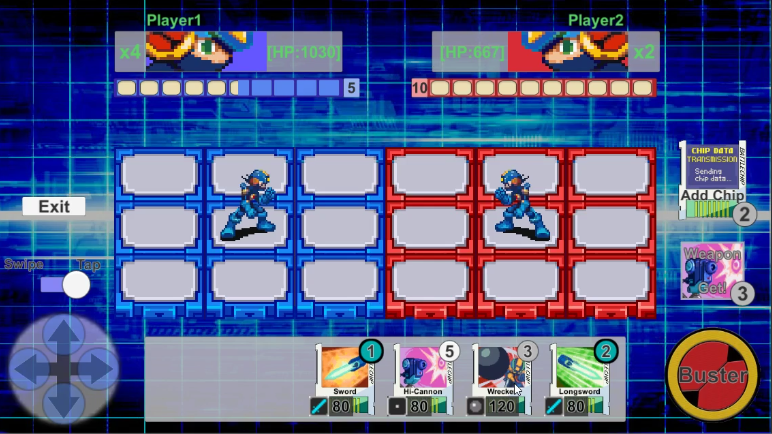 Player1
Player2
x4
[HP:1030]
[HP:667]
x2
5
10
CHIP DATA
TRANSMISSION
Sending
chip data...
Add Chip
2
Exit
Swipe
Tap
Weapon
Get!
3
1
5
3
2
Sword
Hi-Cannon
Wrecker
Longsword
80
80
120
80
Buster